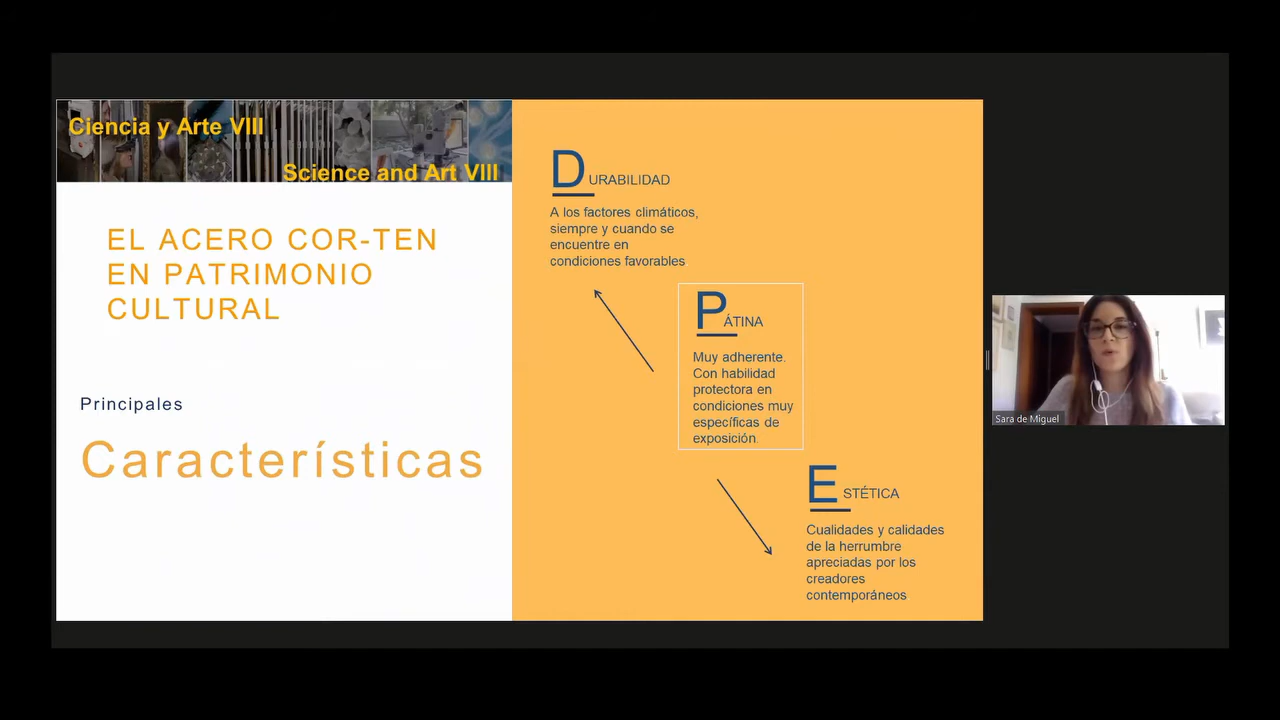 Ciencia y Arte VIII
Science and Art VIII
EL ACERO COR-TEN
EN PATRIMONIO
CULTURAL
Principales
Características
DURABILIDAD
A los factores climáticos,
siempre y cuando se
encuentre en
condiciones favorables.
PÁTINA
Muy adherente.
Con habilidad
protectora en
condiciones muy
específicas de
exposición.
ESTÉTICA
Cualidades y calidades
de la herrumbre
apreciadas por los
creadores
contemporáneos
Sara de Miguel